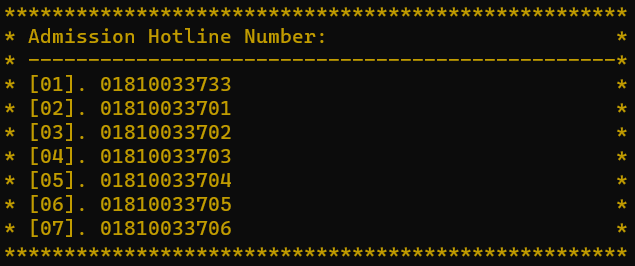 ****************************************************
* Admission Hotline Number:                        *
* -------------------------------------------------*
* [01]. 01810033733                                *
* [02]. 01810033701                                *
* [03]. 01810033702                                *
* [04]. 01810033703                                *
* [05]. 01810033704                                *
* [06]. 01810033705                                *
* [07]. 01810033706                                *
****************************************************